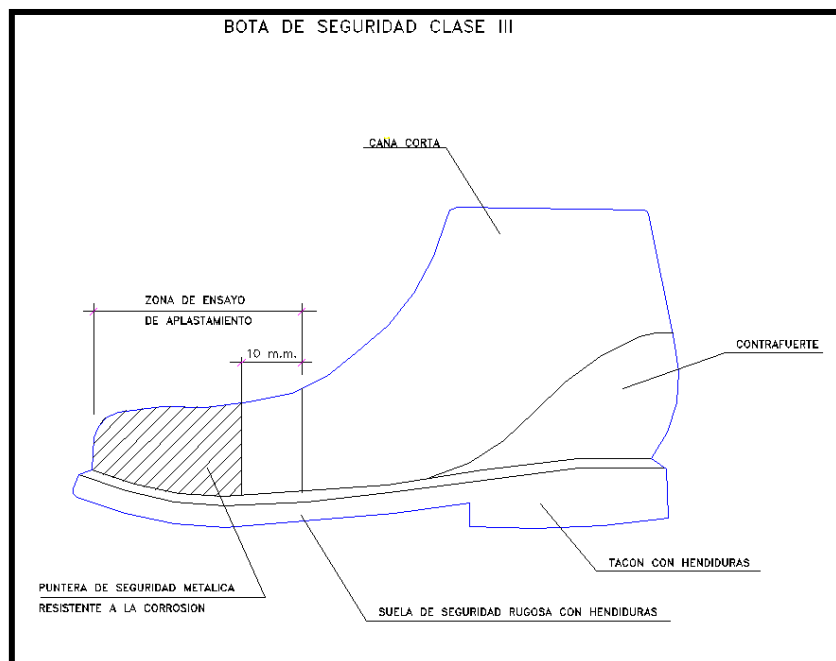 BOTA DE SEGURIDAD CLASE III
CAÑA CORTA
ZONA DE ENSAYO
DE APLASTAMIENTO
10 m.m.
CONTRAFUERTE
TACON CON HENDIDURAS
PUNTERA DE SEGURIDAD METALICA
RESISTENTE A LA CORROSION
SUELA DE SEGURIDAD RUGOSA CON HENDIDURAS